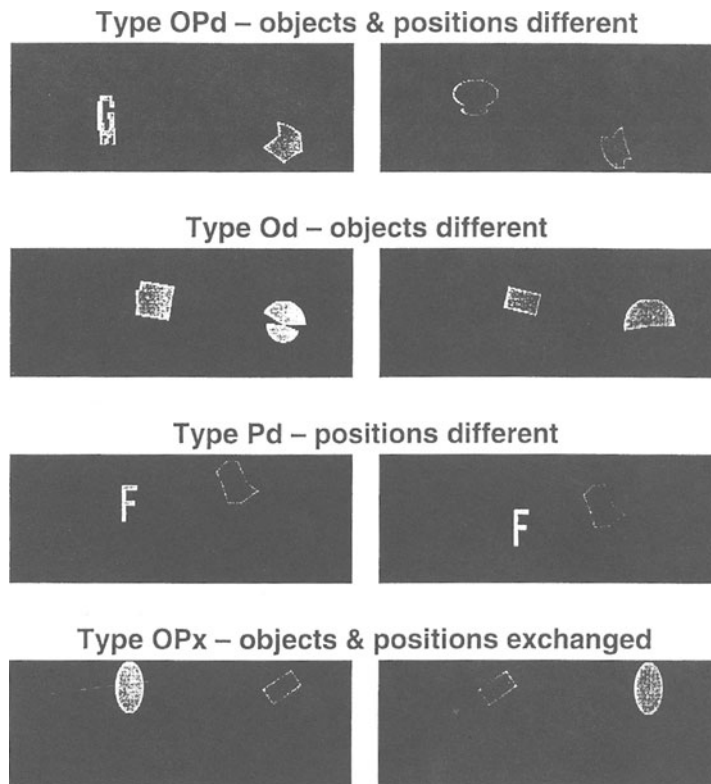 Type OPd – objects & positions different
G
Type Od – objects different
Type Pd – positions different
F F
Type OPx – objects & positions exchanged